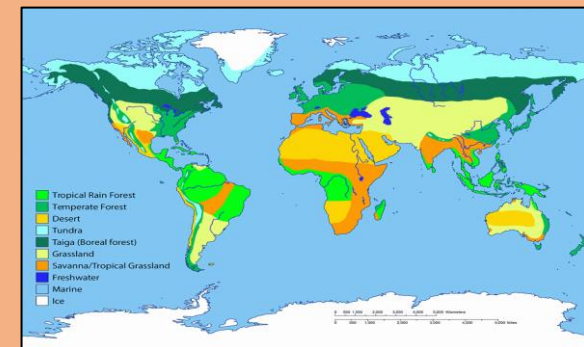 Tropical Rain Forest
Temperate Forest
Desert
Tundra
Taiga (Boreal forest)
Grassland
Savanna/Tropical Grassland
Freshwater
Marine
Ice